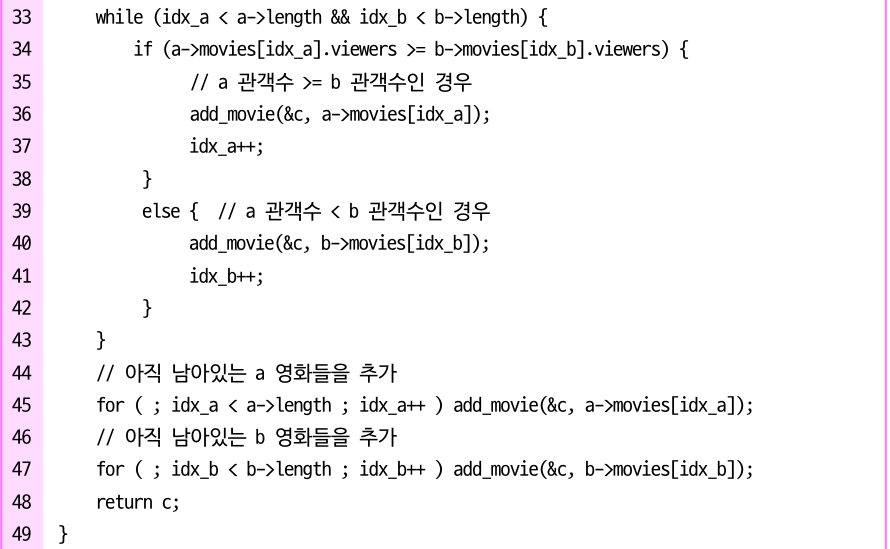 33 while (idx_a < a->length && idx_b < b->length) {
34 if (a->movies[idx_a].viewers >= b->movies[idx_b].viewers) {
35 // a 관객수 >= b 관객수인 경우
36 add_movie(&c, a->movies[idx_a]);
37 idx_a++;
38 }
39 else { // a 관객수 < b 관객수인 경우
40 add_movie(&c, b->movies[idx_b]);
41 idx_b++;
42 }
43 }
44 // 아직 남아있는 a 영화들을 추가
45 for ( ; idx_a < a->length ; idx_a++ ) add_movie(&c, a->movies[idx_a]);
46 // 아직 남아있는 b 영화들을 추가
47 for ( ; idx_b < b->length ; idx_b++ ) add_movie(&c, b->movies[idx_b]);
48 return c;
49 }